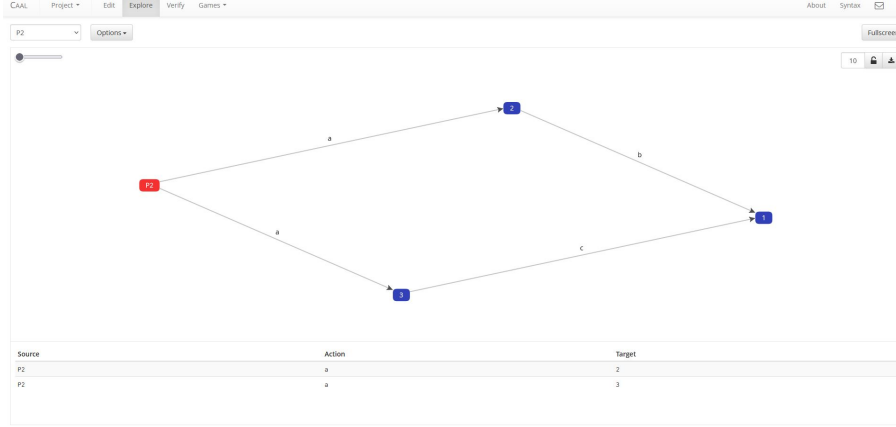 CAAL Project Edit Explore Verify Games About Syntax
P2 Options Fullscreen
10
2
a
b
P2
1
a
c
3
Source Action Target
P2 a 2
P2 a 3